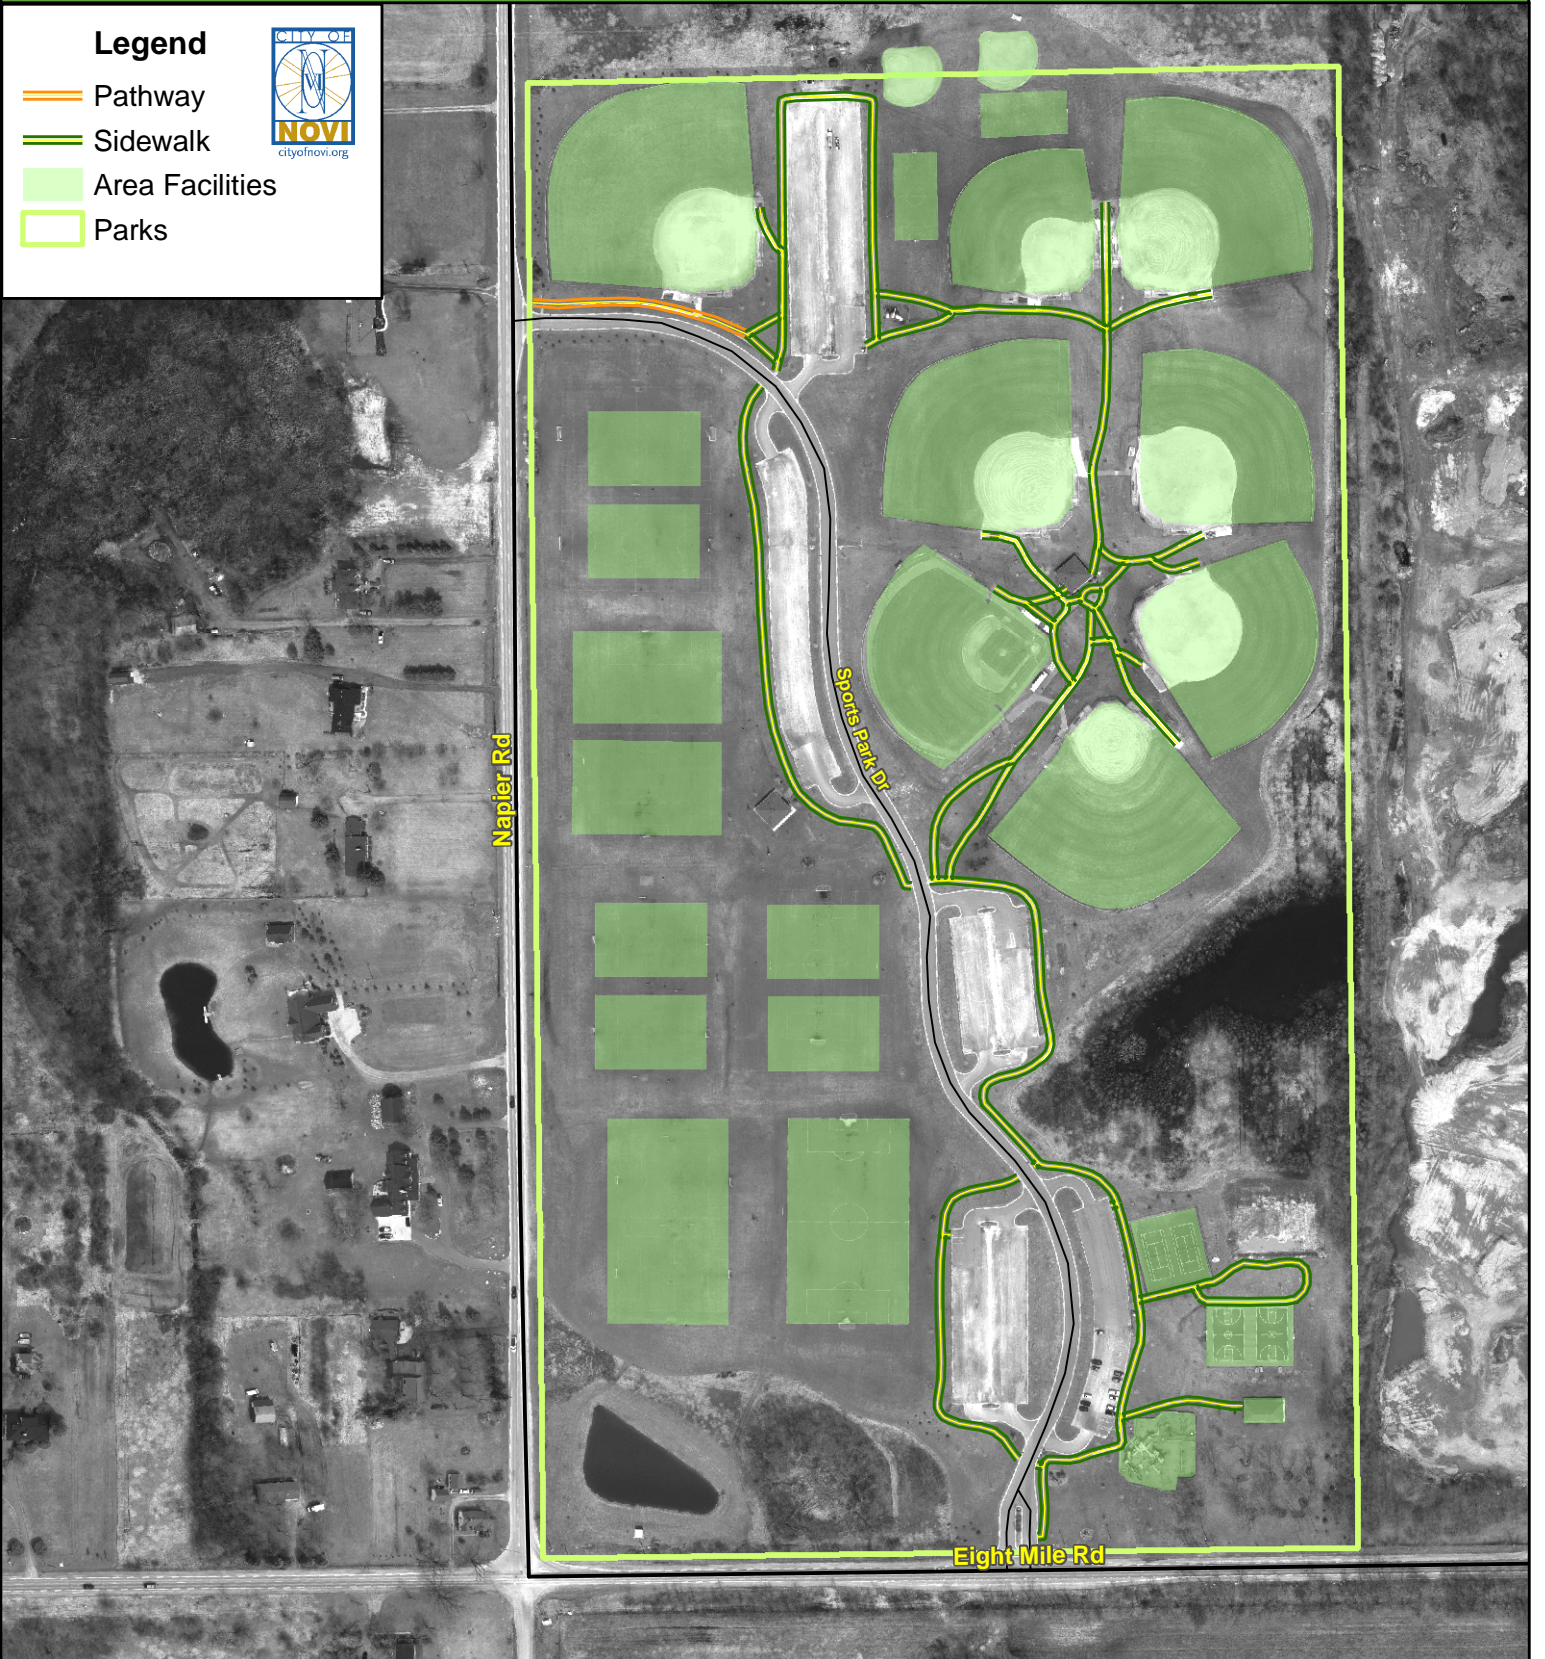 Legend
CITY OF
NOVI
cityofnovi.org
Pathway
Sidewalk
Area Facilities
Parks
Sports Park Dr
Napier Rd
Eight Mile Rd